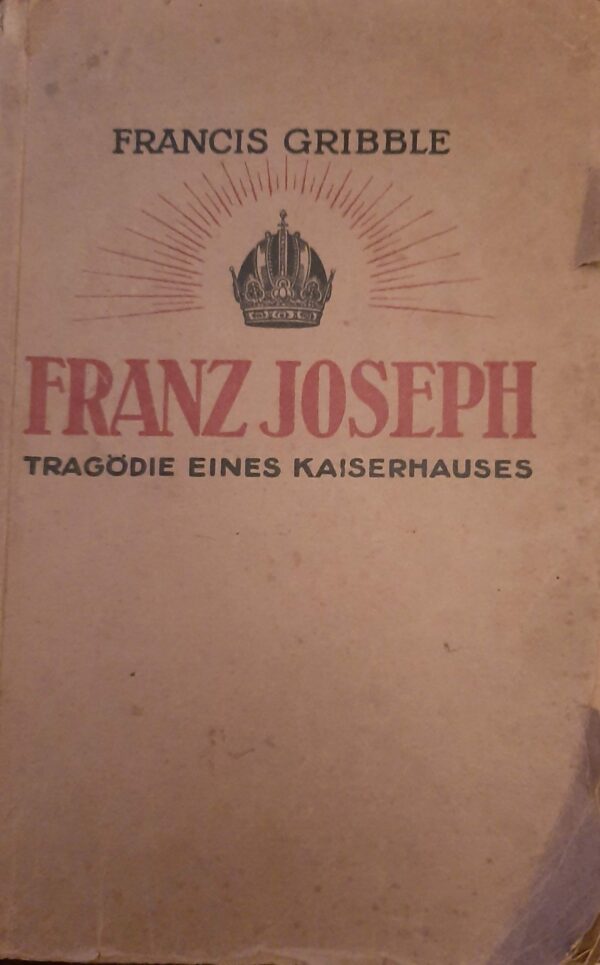 FRANCIS GRIBBLE
FRANZ JOSEPH
TRAGÖDIE EINES KAISERHAUSES